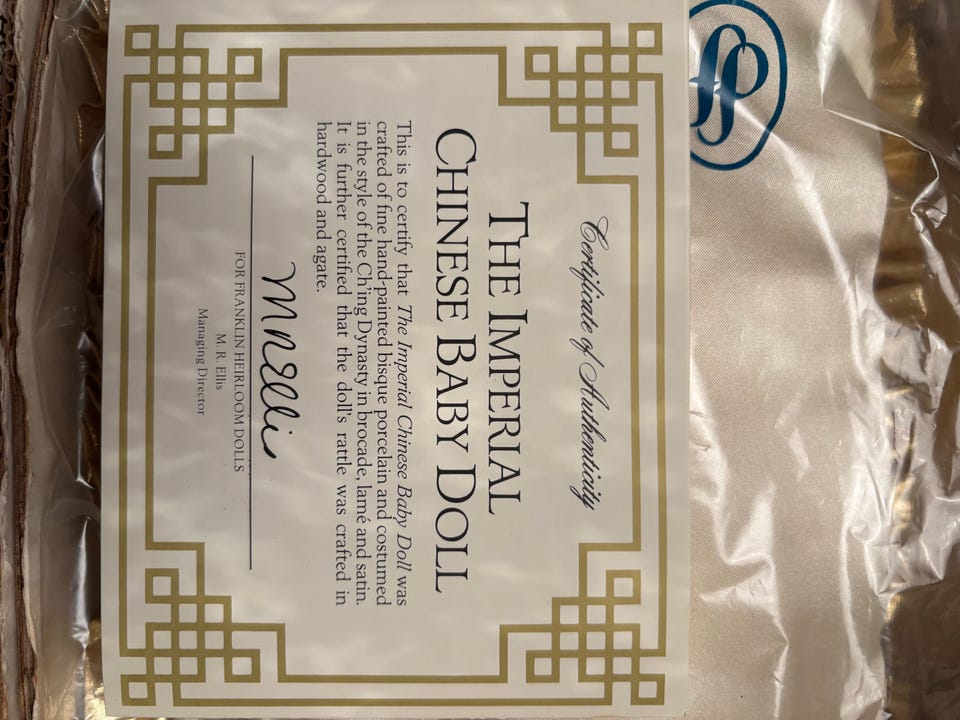 Certificate of Authenticity
THE IMPERIAL
CHINESE BABY DOLL
This is to certify that The Imperial Chinese Baby Doll was
crafted of fine hand-painted bisque porcelain and costumed
in the style of the Ch'ing Dynasty in brocade, lamé and satin.
It is further certified that the doll's rattle was crafted in
hardwood and agate.
MREllis
FOR FRANKLIN HEIRLOOM DOLLS
M. R. Ellis
Managing Director